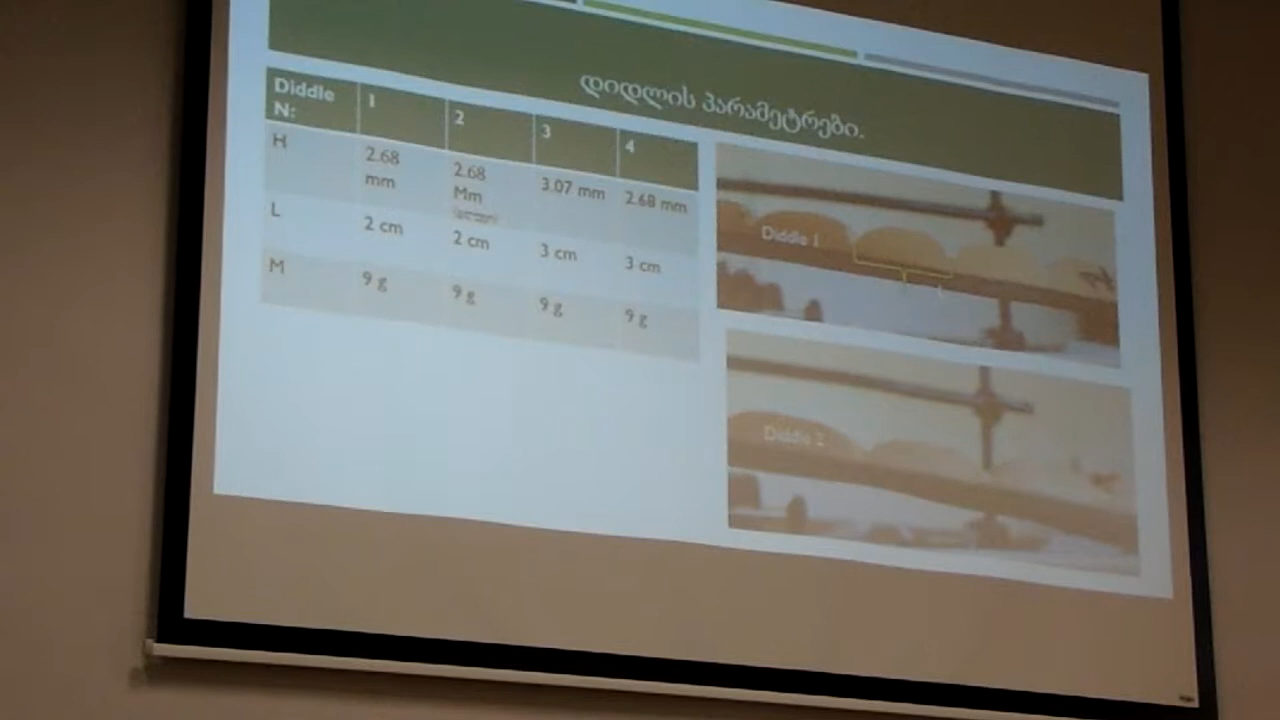 დიდლის პარამეტრები.
Diddle N: 1 2 3 4
H 2.68 mm 2.68 Mm 3.07 mm 2.68 mm
L 2 cm 2 cm 3 cm 3 cm
M 9 g 9 g 9 g 9 g
Diddle 1
Diddle 2